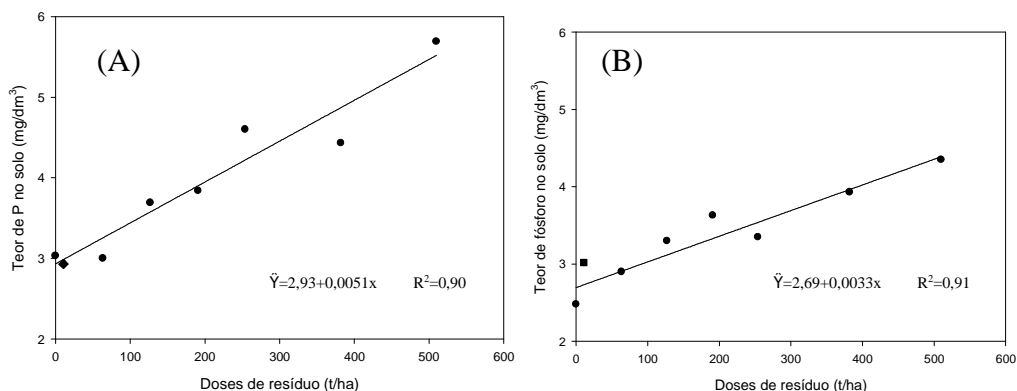 (A)
Teor de P no solo (mg/dm³)
6
5
4
3
2
Ÿ=2,93+0,0051x R²=0,90
0 100 200 300 400 500 600
Doses de resíduo (t/ha)
(B)
Teor de fósforo no solo (mg/dm³)
6
5
4
3
2
Ÿ=2,69+0,0033x R²=0,91
0 100 200 300 400 500 600
Doses de resíduo (t/ha)